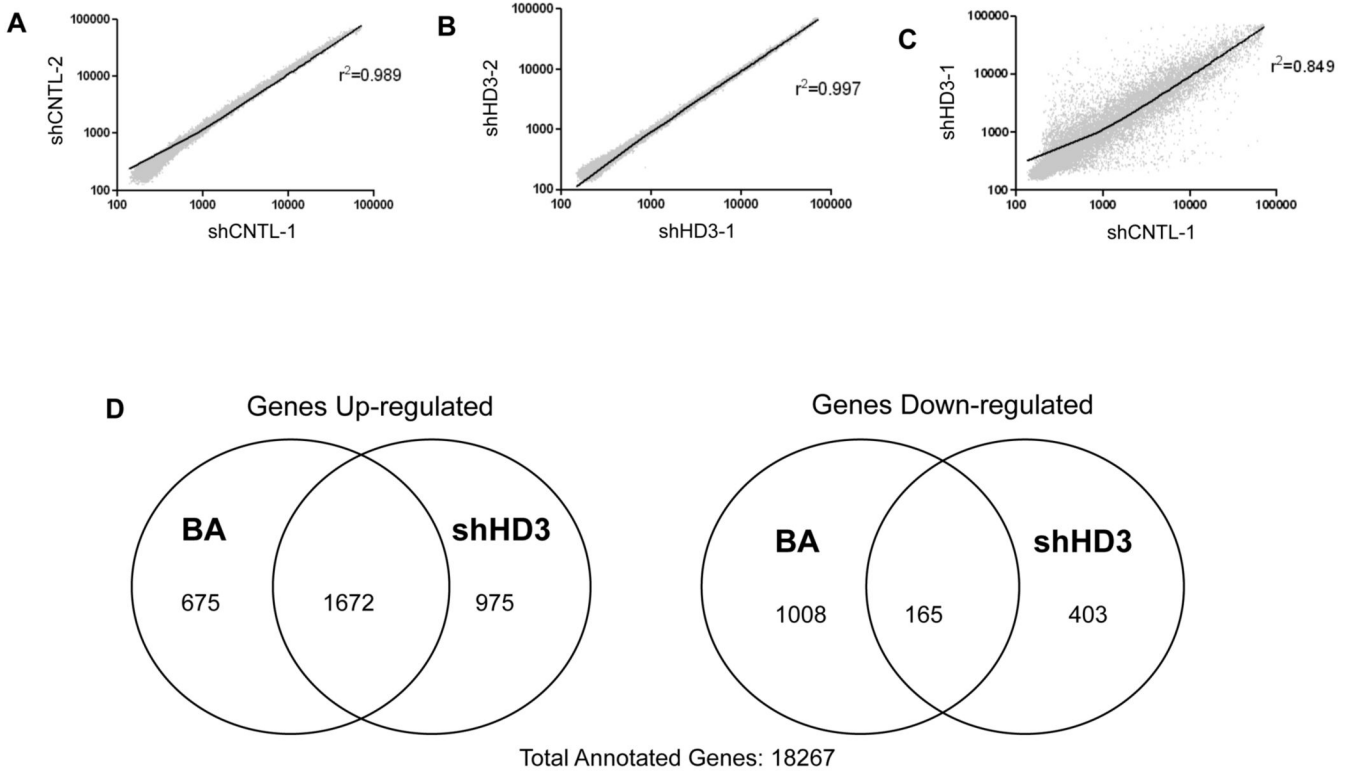 A
100000
10000
1000
100
shCNTL-2
r²=0.989
100 1000 10000 100000
shCNTL-1
B
100000
10000
1000
100
shHD3-2
r²=0.997
100 1000 10000 100000
shHD3-1
C
100000
10000
1000
100
shHD3-1
r²=0.849
100 1000 10000 100000
shCNTL-1
D
Genes Up-regulated
BA shHD3
675 1672 975
Genes Down-regulated
BA shHD3
1008 165 403
Total Annotated Genes: 18267